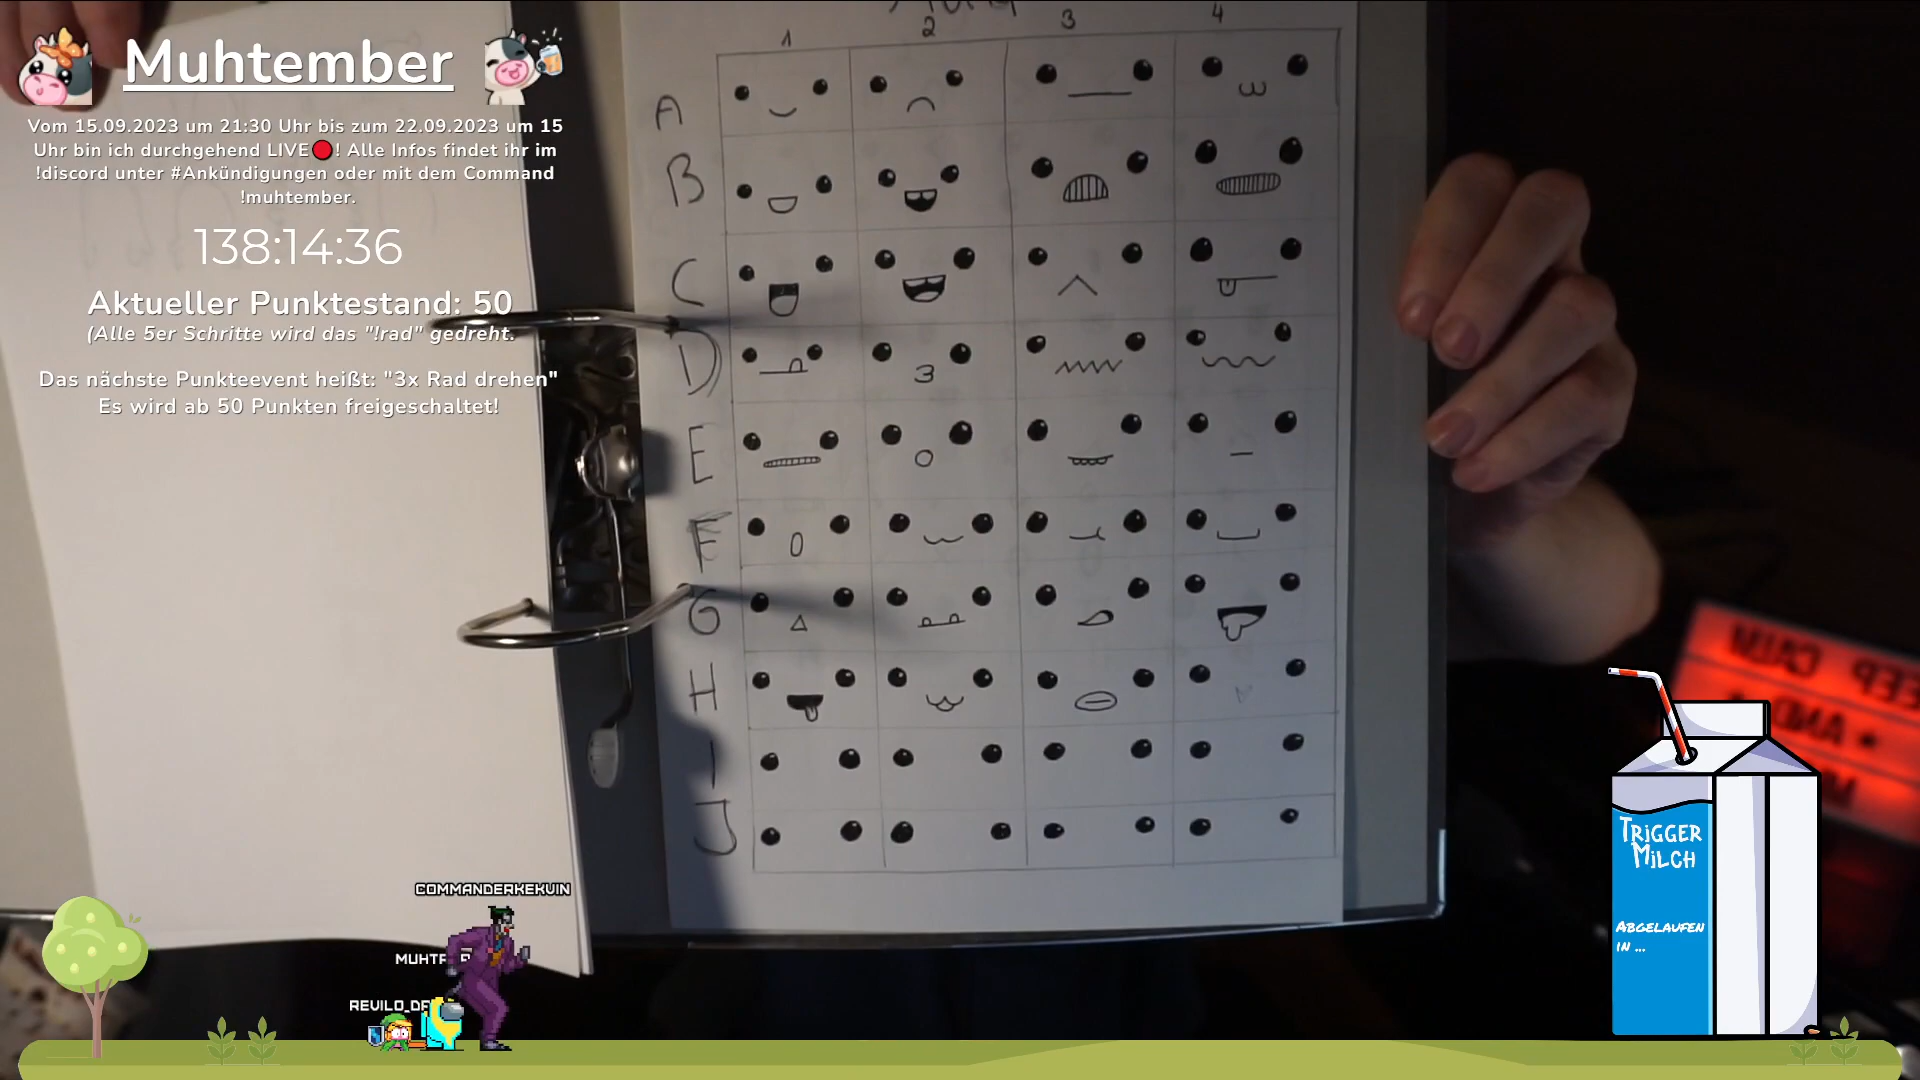 Muhtember
Vom 15.09.2023 um 21:30 Uhr bis zum 22.09.2023 um 15
Uhr bin ich durchgehend LIVE🔴! Alle Infos findet ihr im
!discord unter #Ankündigungen oder mit dem Command
!muhtember.
138:14:36
Aktueller Punktestand: 50
(Alle 5er Schritte wird das "!rad" gedreht.
Das nächste Punkteevent heißt: "3x Rad drehen"
Es wird ab 50 Punkten freigeschaltet!
1 2 3 4
A
B
C
D
E
F
G
H
I
J
TRIGGER
MILCH
ABGELAUFEN
IN ...
COMMANDERKEKUIN